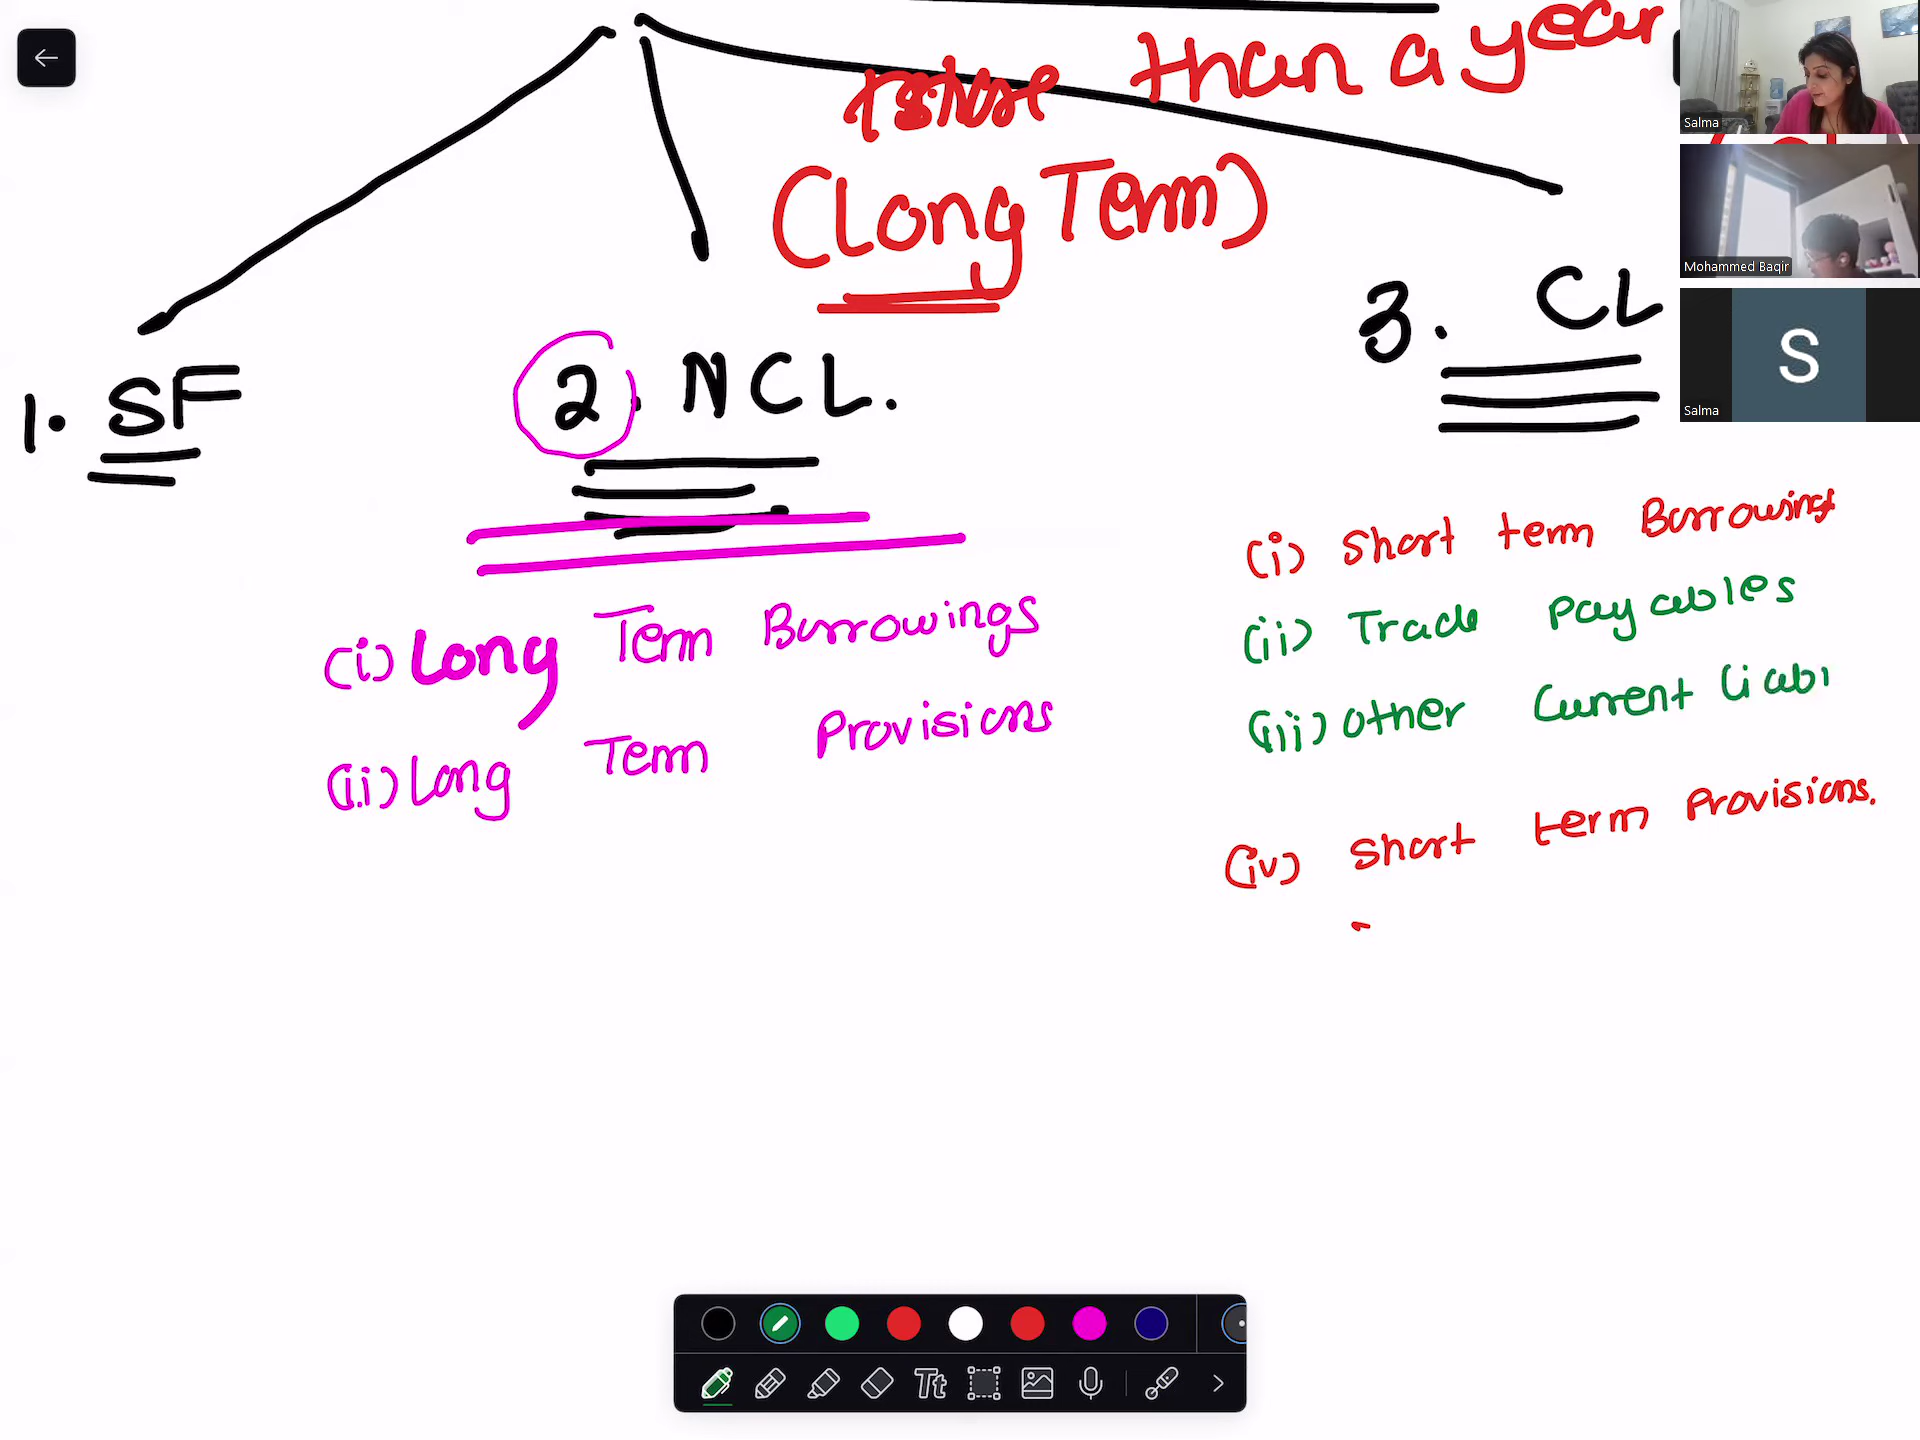 than a year
(Long Term)
1. SF
2. NCL.
3. CL
(i) Long Term Borrowings
(ii) Long Term Provisions
(i) Short term Borrowings
(ii) Trade Payables
(iii) Other Current Liabi
(iv) Short term Provisions.
Salma
Mohammed Baqir
S
Salma
Tt